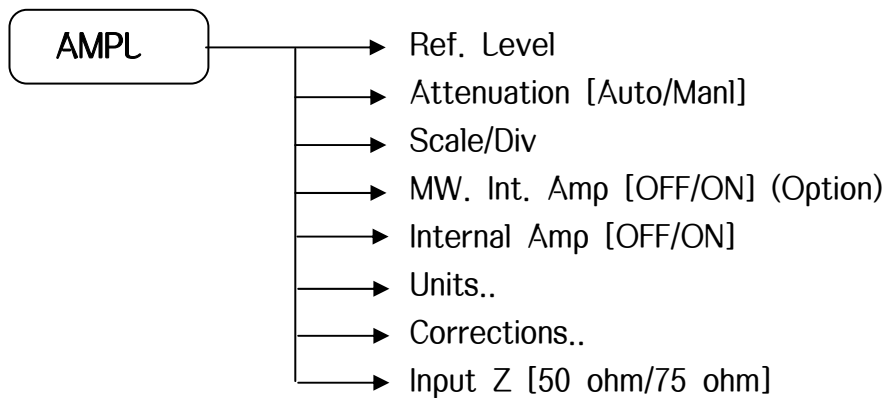 AMPL
Ref. Level
Attenuation [Auto/Manl]
Scale/Div
MW. Int. Amp [OFF/ON] (Option)
Internal Amp [OFF/ON]
Units..
Corrections..
Input Z [50 ohm/75 ohm]